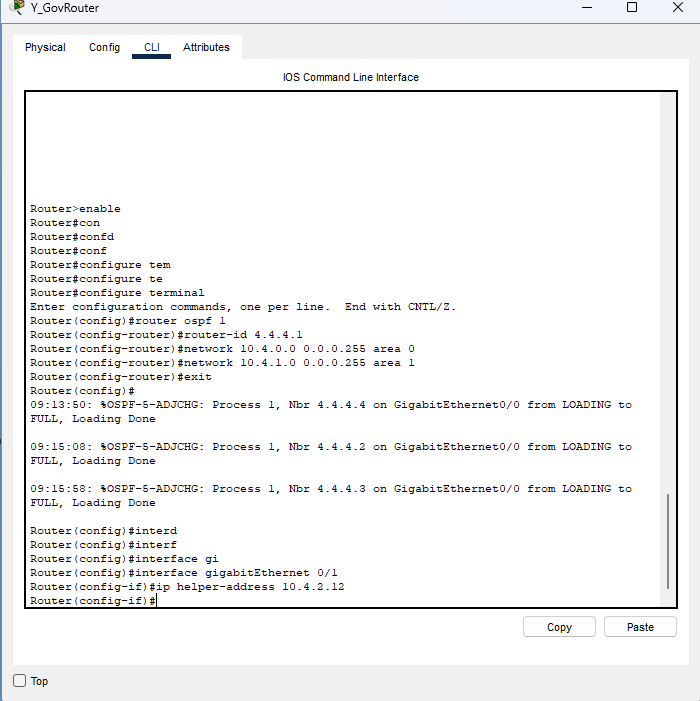 Y_GovRouter
Physical Config CLI Attributes
IOS Command Line Interface
Router>enable
Router#con
Router#confd
Router#conf
Router#configure tem
Router#configure te
Router#configure terminal
Enter configuration commands, one per line.  End with CNTL/Z.
Router(config)#router ospf 1
Router(config-router)#router-id 4.4.4.1
Router(config-router)#network 10.4.0.0 0.0.0.255 area 0
Router(config-router)#network 10.4.1.0 0.0.0.255 area 1
Router(config-router)#exit
Router(config)#
09:13:50: %OSPF-5-ADJCHG: Process 1, Nbr 4.4.4.4 on GigabitEthernet0/0 from LOADING to
FULL, Loading Done
09:15:08: %OSPF-5-ADJCHG: Process 1, Nbr 4.4.4.2 on GigabitEthernet0/0 from LOADING to
FULL, Loading Done
09:15:58: %OSPF-5-ADJCHG: Process 1, Nbr 4.4.4.3 on GigabitEthernet0/0 from LOADING to
FULL, Loading Done
Router(config)#interd
Router(config)#interf
Router(config)#interface gi
Router(config)#interface gigabitEthernet 0/1
Router(config-if)#ip helper-address 10.4.2.12
Router(config-if)#
Copy Paste
Top